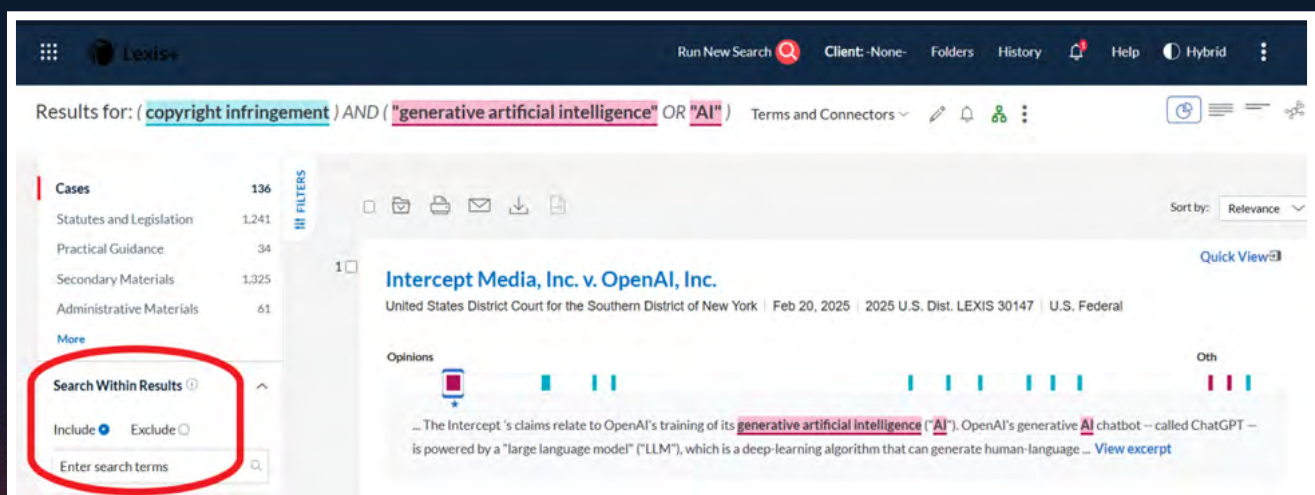 Lexis+ Run New Search Client: -None- Folders History Help Hybrid
Results for: ( copyright infringement ) AND ( "generative artificial intelligence" OR "AI" ) Terms and Connectors
Cases 136
Statutes and Legislation 1,241
Practical Guidance 34
Secondary Materials 1,325
Administrative Materials 61
More
Search Within Results
Include Exclude
Enter search terms
FILTERS
Sort by: Relevance
Quick View
1
Intercept Media, Inc. v. OpenAI, Inc.
United States District Court for the Southern District of New York | Feb 20, 2025 | 2025 U.S. Dist. LEXIS 30147 | U.S. Federal
Opinions Oth
... The Intercept 's claims relate to OpenAI's training of its generative artificial intelligence ("AI"). OpenAI's generative AI chatbot -- called ChatGPT --
is powered by a "large language model" ("LLM"), which is a deep-learning algorithm that can generate human-language ... View excerpt